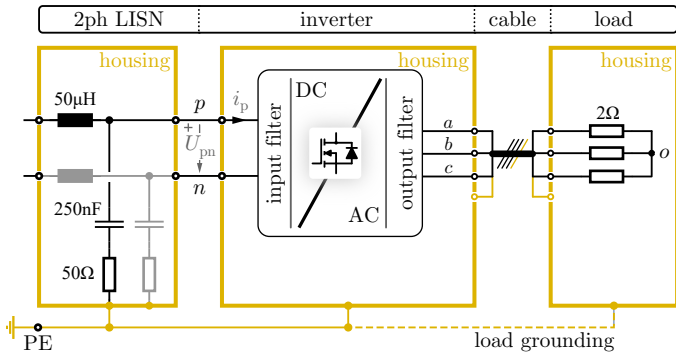 2ph LISN inverter cable load
housing housing housing
50μH p i_p DC 2Ω
+ −
U_pn
input filter
output filter
a
b o
n c
250nF AC c
50Ω
load grounding
PE